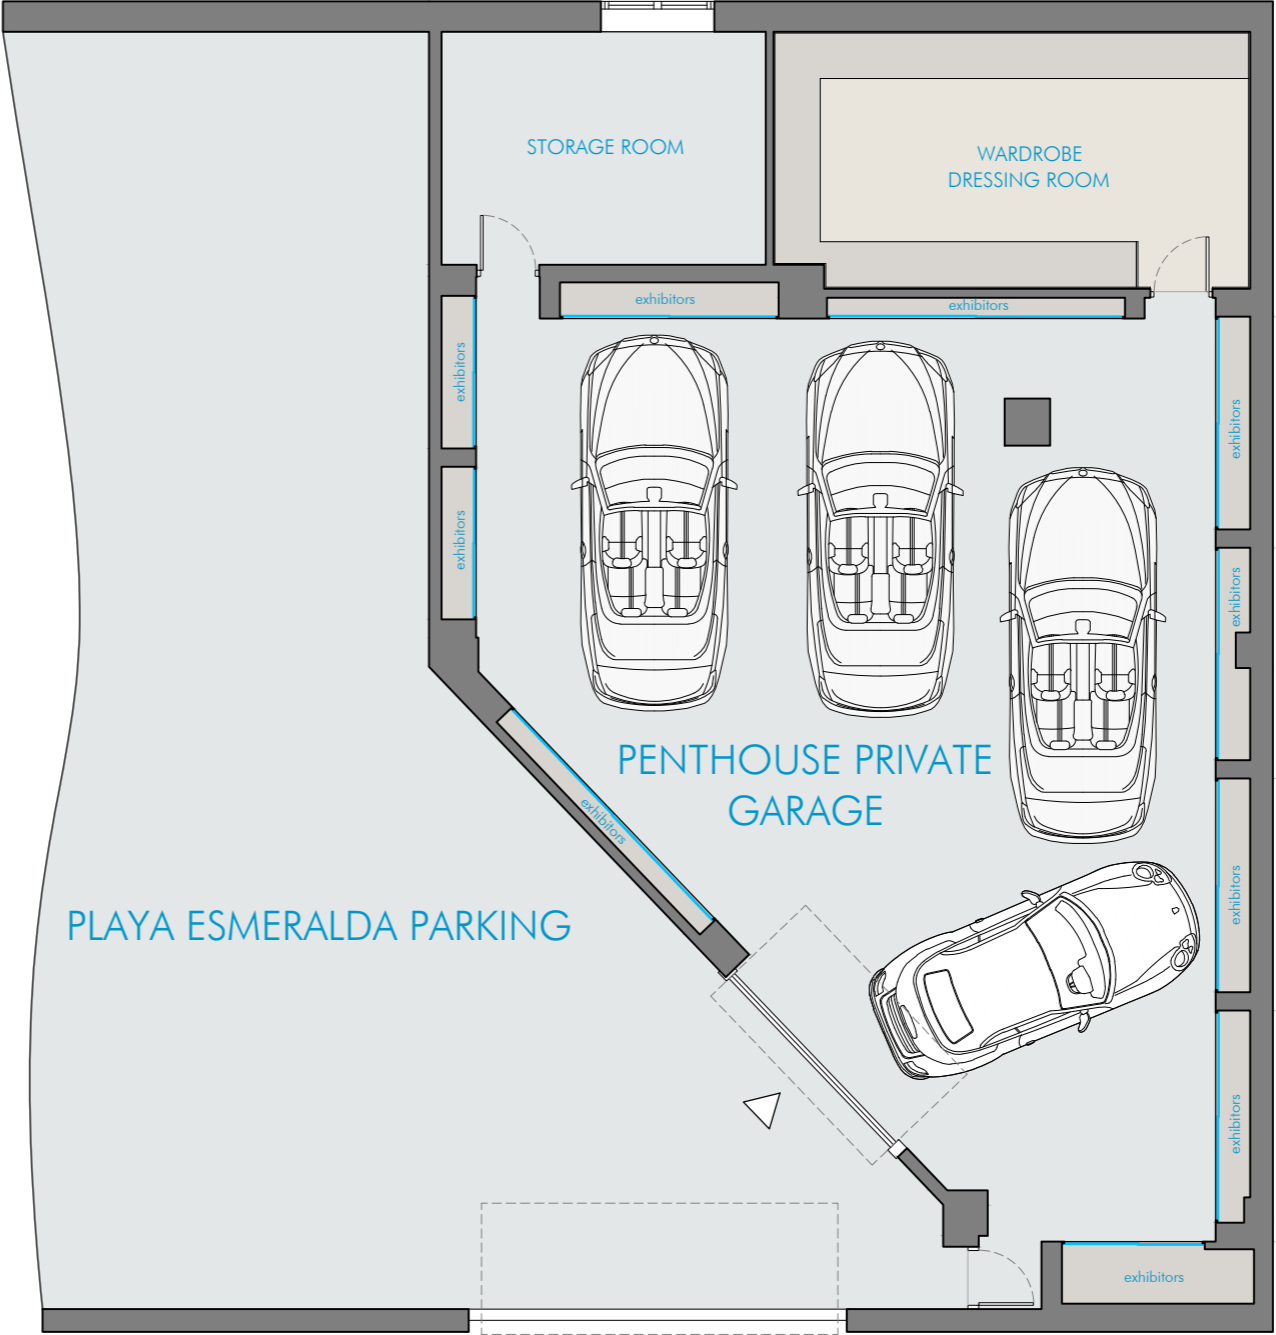 STORAGE ROOM
WARDROBE
DRESSING ROOM
exhibitors
exhibitors
exhibitors
exhibitors
exhibitors
exhibitors
PENTHOUSE PRIVATE
GARAGE
exhibitors
exhibitors
PLAYA ESMERALDA PARKING
exhibitors
exhibitors